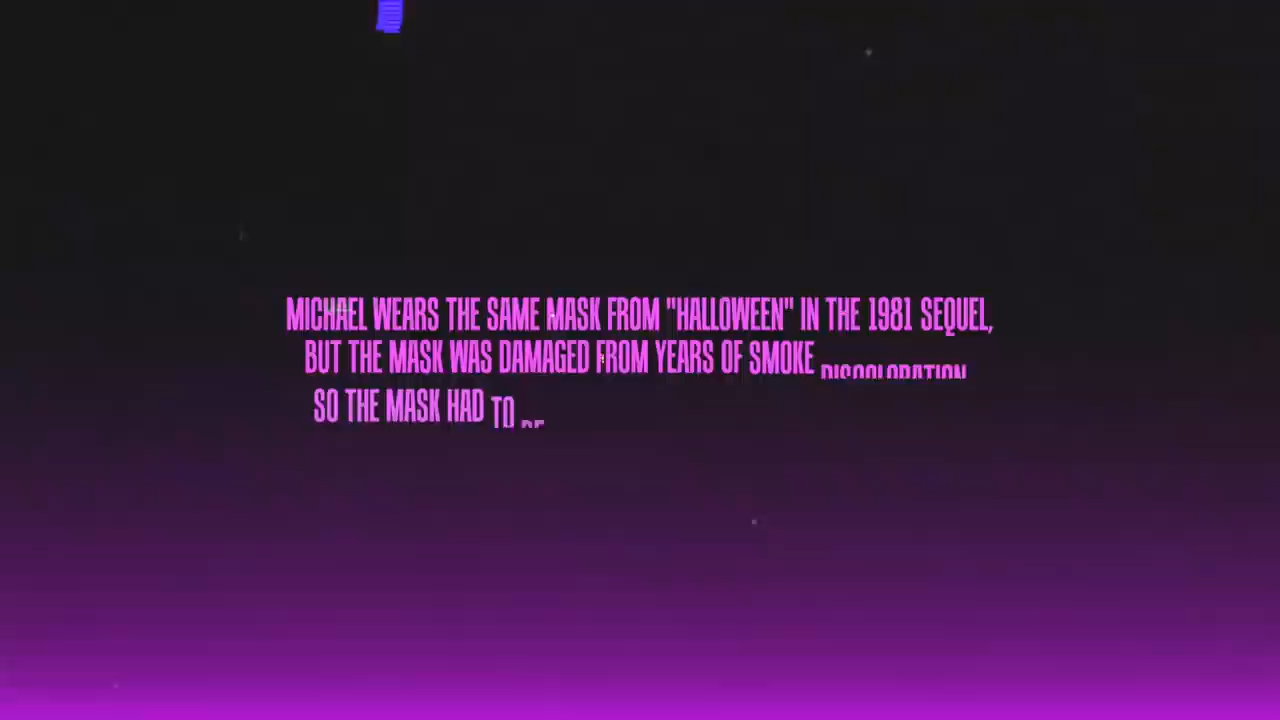 MICHAEL WEARS THE SAME MASK FROM "HALLOWEEN" IN THE 1981 SEQUEL,
BUT THE MASK WAS DAMAGED FROM YEARS OF SMOKE DISCOLORATION
SO THE MASK HAD TO